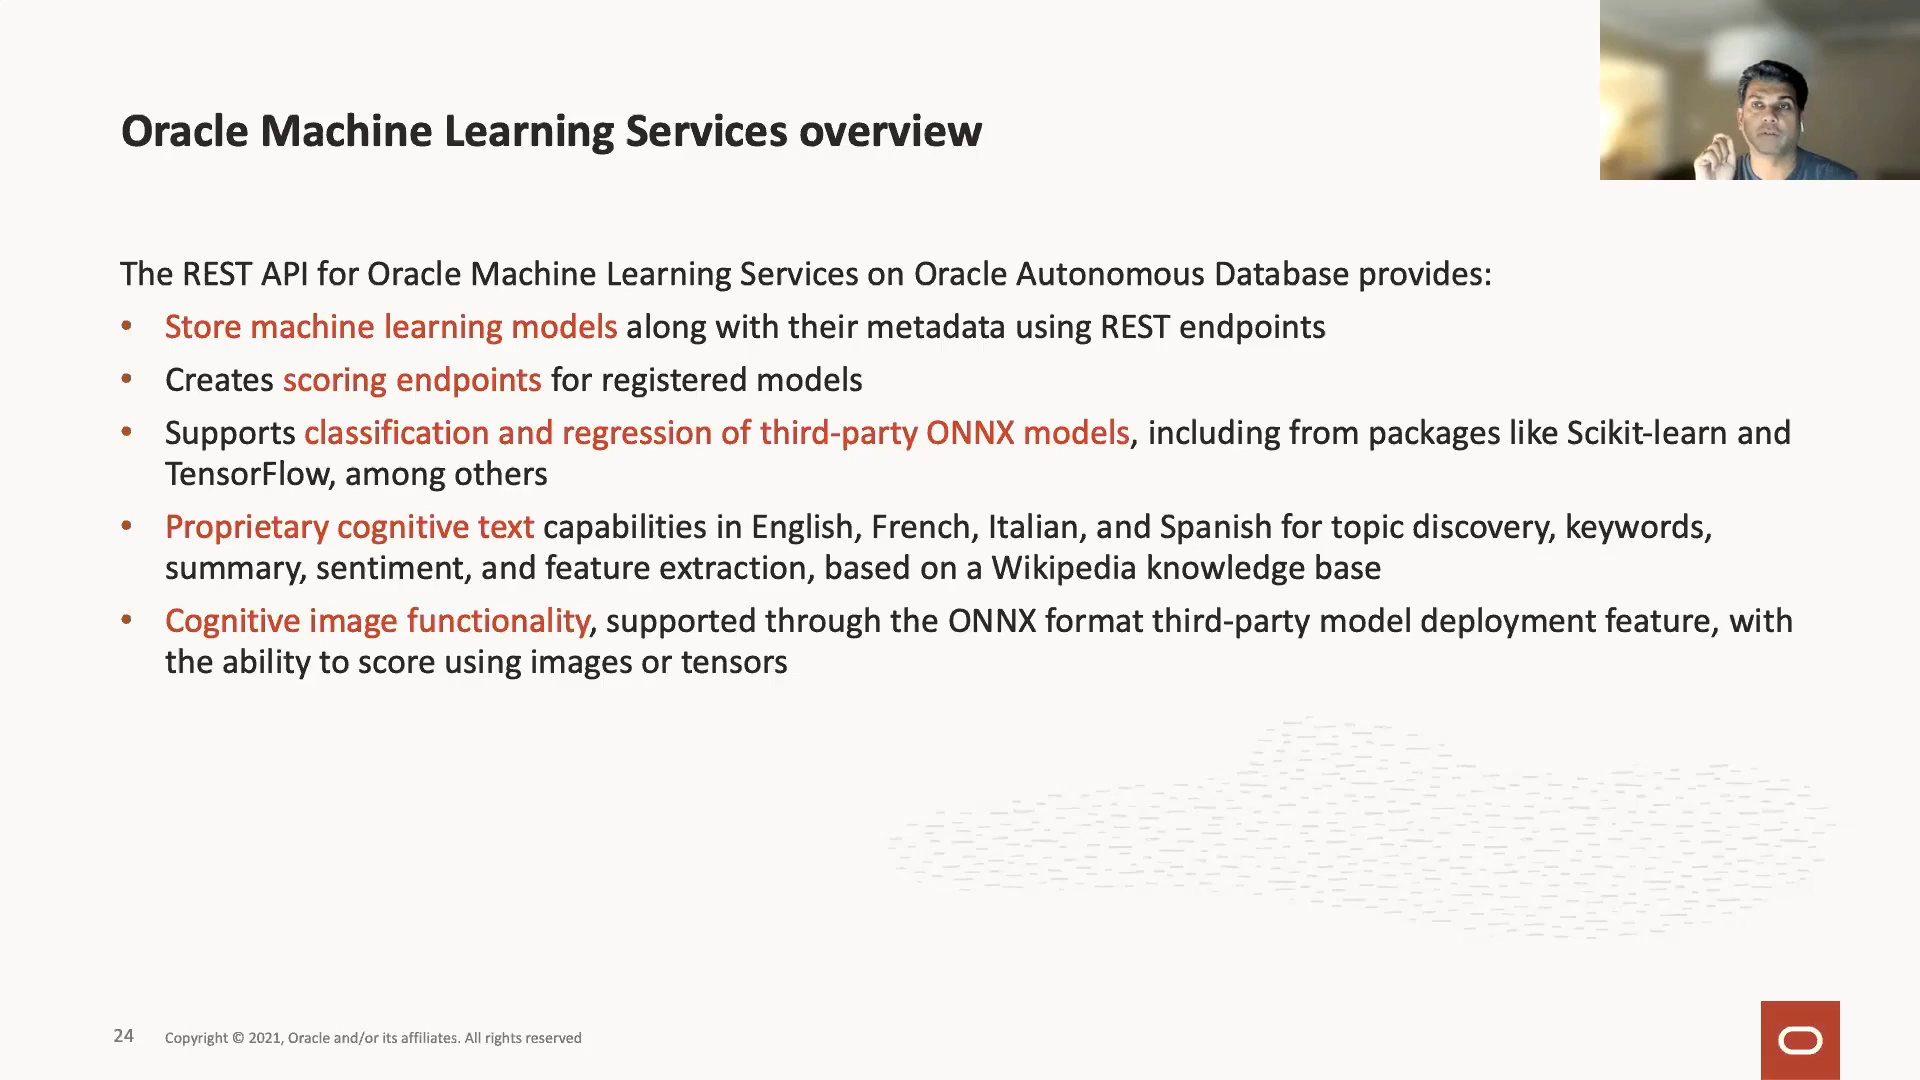 Oracle Machine Learning Services overview
The REST API for Oracle Machine Learning Services on Oracle Autonomous Database provides:
• Store machine learning models along with their metadata using REST endpoints
• Creates scoring endpoints for registered models
• Supports classification and regression of third-party ONNX models, including from packages like Scikit-learn and
TensorFlow, among others
• Proprietary cognitive text capabilities in English, French, Italian, and Spanish for topic discovery, keywords,
summary, sentiment, and feature extraction, based on a Wikipedia knowledge base
• Cognitive image functionality, supported through the ONNX format third-party model deployment feature, with
the ability to score using images or tensors
24 Copyright © 2021, Oracle and/or its affiliates. All rights reserved